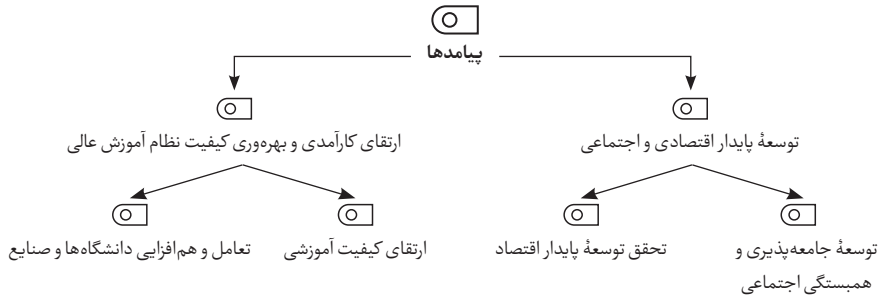 پیامدها
توسعهٔ پایدار اقتصادی و اجتماعی
ارتقای کارآمدی و بهره‌وری کیفیت نظام آموزش عالی
توسعهٔ جامعه‌پذیری و
همبستگی اجتماعی
تحقق توسعهٔ پایدار اقتصاد
ارتقای کیفیت آموزشی
تعامل و هم‌افزایی دانشگاه‌ها و صنایع